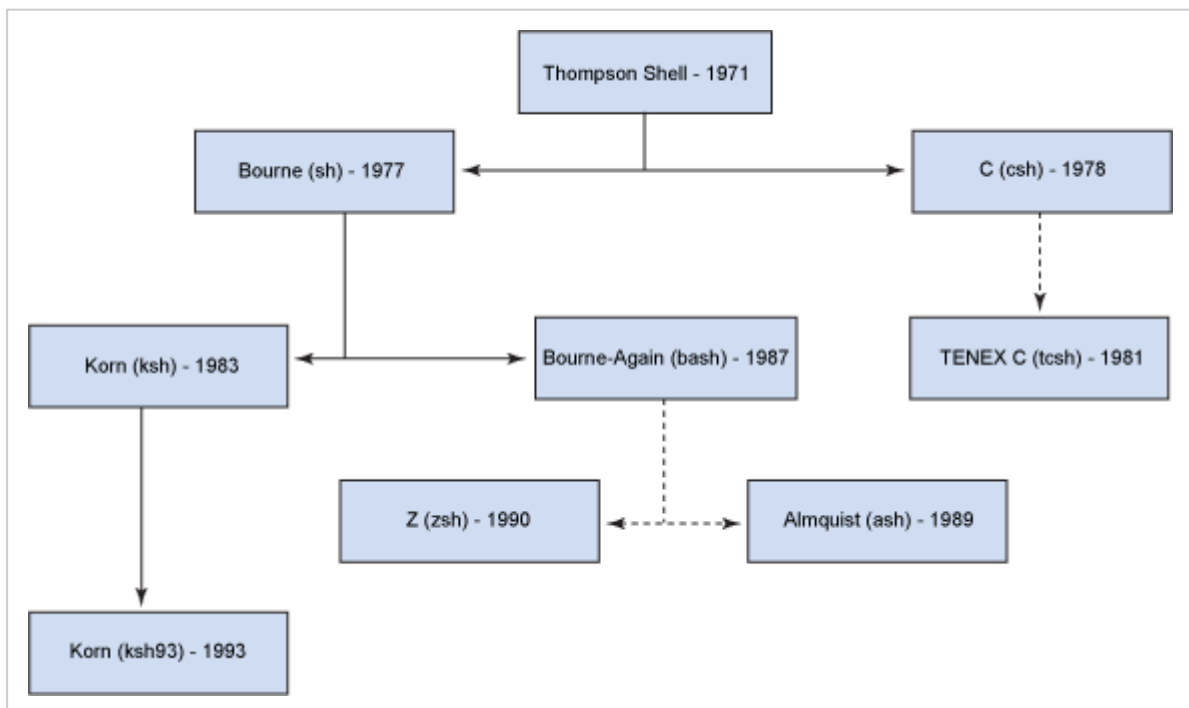 Thompson Shell - 1971
Bourne (sh) - 1977
C (csh) - 1978
Korn (ksh) - 1983
Bourne-Again (bash) - 1987
TENEX C (tcsh) - 1981
Z (zsh) - 1990
Almquist (ash) - 1989
Korn (ksh93) - 1993